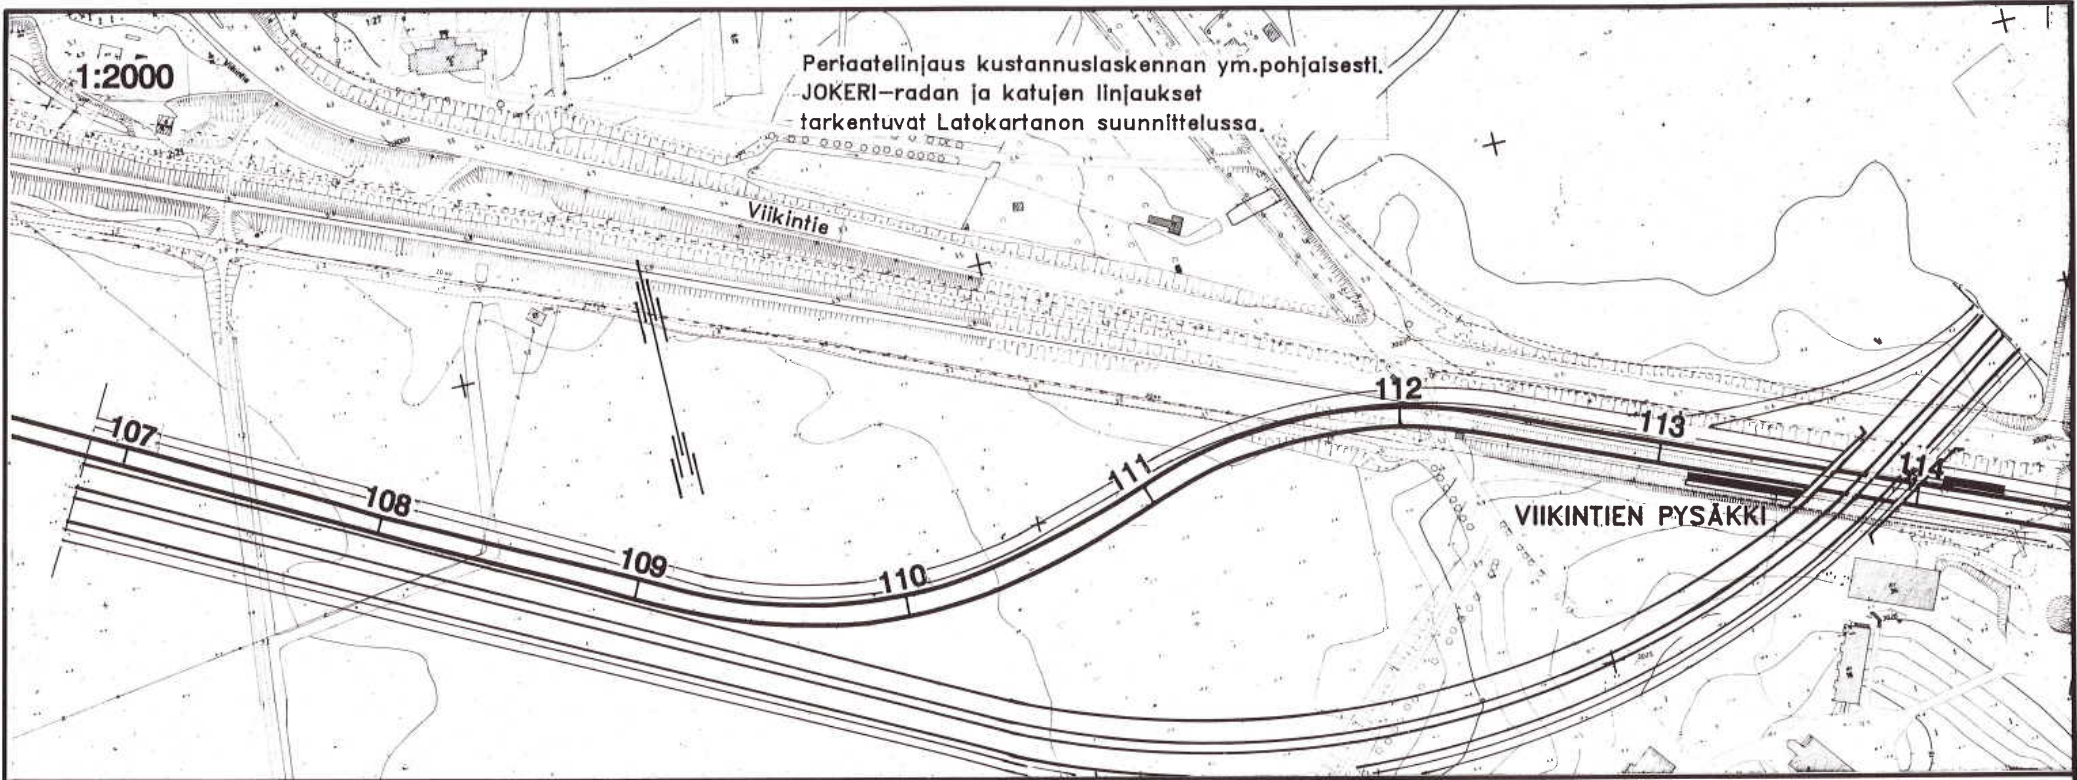 1:2000
Periaatelinjaus kustannuslaskennan ym.pohjaisesti.
JOKERI-radan ja katujen linjaukset
tarkentuvat Latokartanon suunnittelussa.
Viikintie
107
108
109
110
111
112
113
114
VIIKINTIEN PYSÄKKI